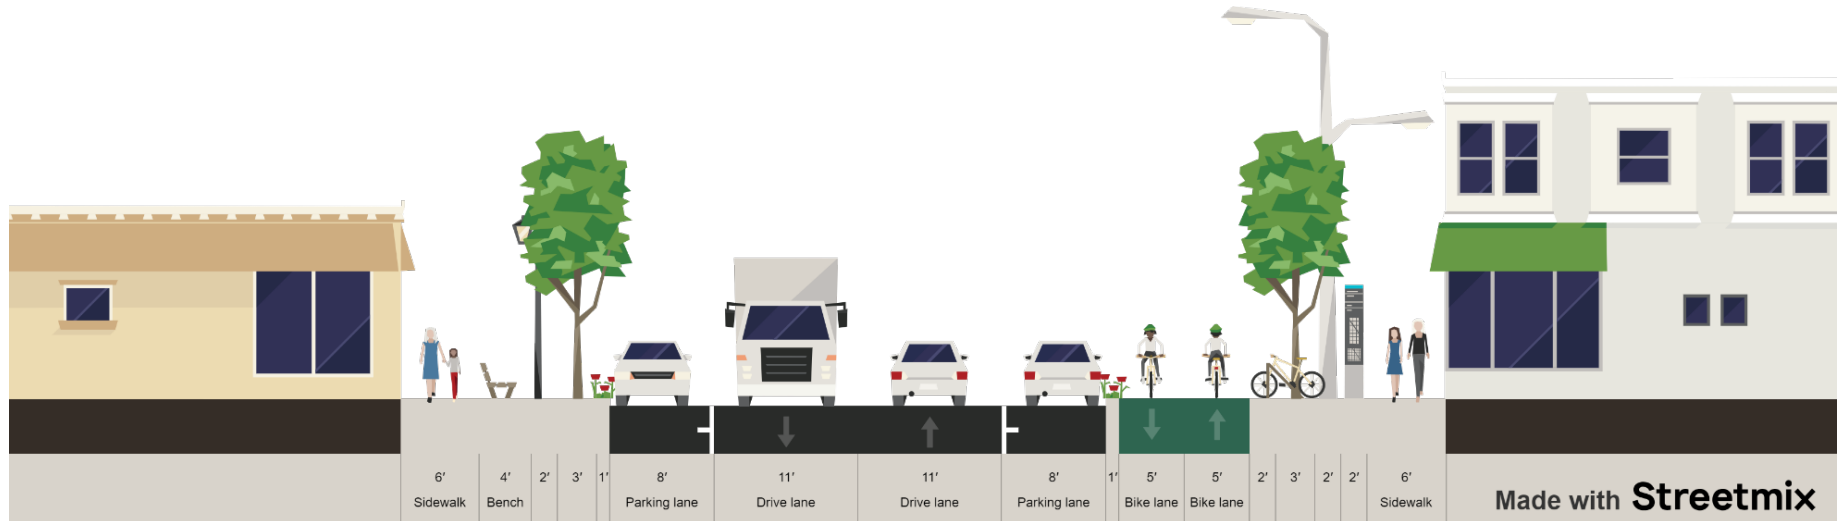 6′ 4′ 2′ 3′ 1′ 8′ 11′ 11′ 8′ 1′ 5′ 5′ 2′ 3′ 2′ 2′ 6′
Sidewalk Bench Parking lane Drive lane Drive lane Parking lane Bike lane Bike lane Sidewalk
Made with Streetmix